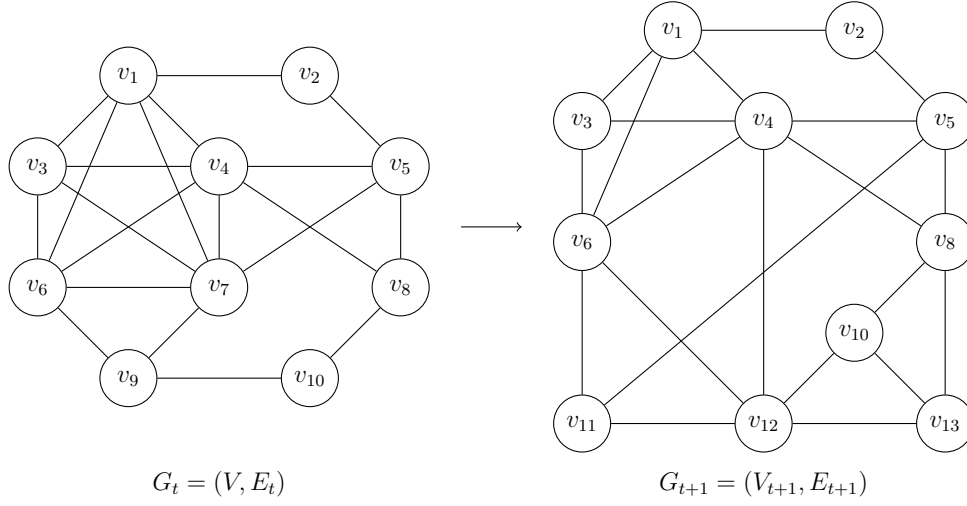 v₁
v₂
v₃
v₄
v₅
v₆
v₇
v₈
v₉
v₁₀
G_t = (V, E_t)
v₁
v₂
v₃
v₄
v₅
v₆
v₈
v₁₀
v₁₁
v₁₂
v₁₃
G_{t+1} = (V_{t+1}, E_{t+1})